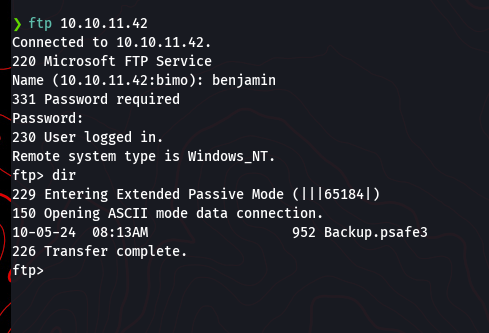 ❯ ftp 10.10.11.42
Connected to 10.10.11.42.
220 Microsoft FTP Service
Name (10.10.11.42:bimo): benjamin
331 Password required
Password:
230 User logged in.
Remote system type is Windows_NT.
ftp> dir
229 Entering Extended Passive Mode (|||65184|)
150 Opening ASCII mode data connection.
10-05-24  08:13AM                  952 Backup.psafe3
226 Transfer complete.
ftp>